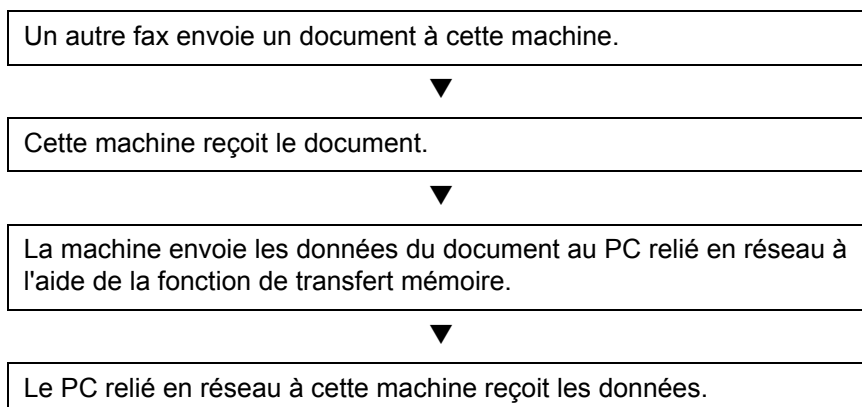 Un autre fax envoie un document à cette machine.
▼
Cette machine reçoit le document.
▼
La machine envoie les données du document au PC relié en réseau à
l'aide de la fonction de transfert mémoire.
▼
Le PC relié en réseau à cette machine reçoit les données.